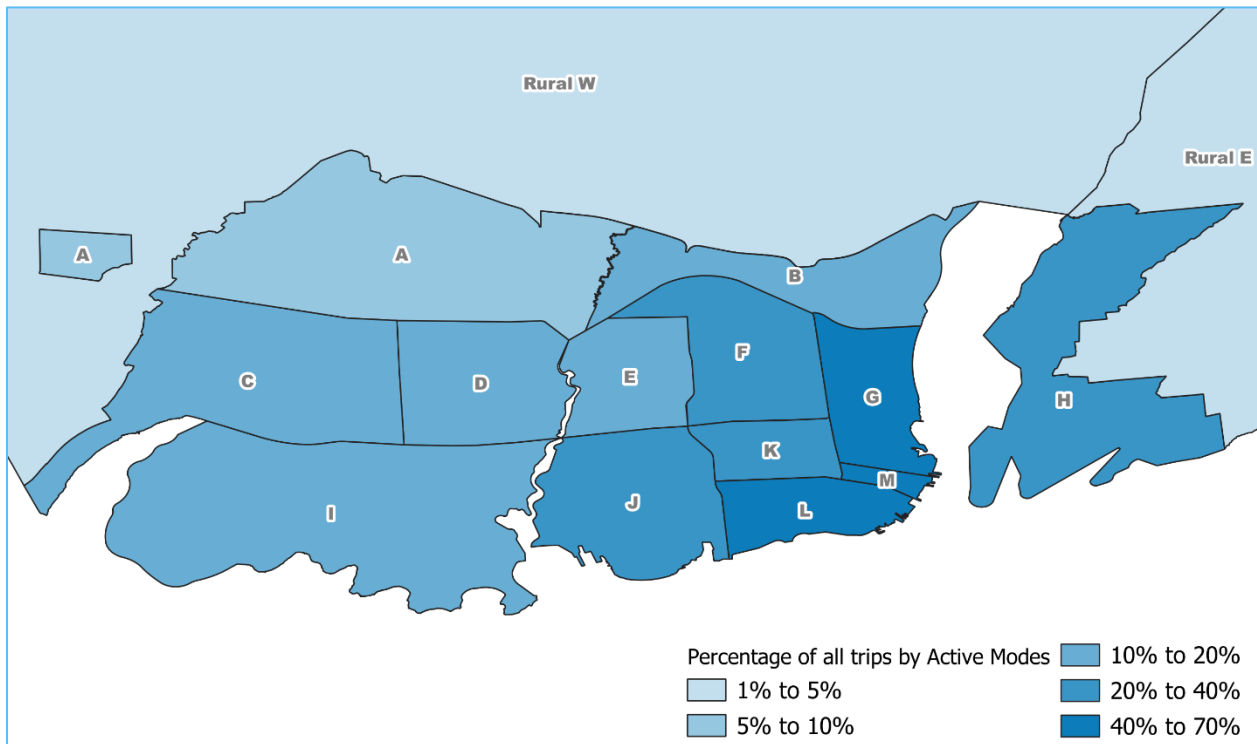 Rural W
Rural E
A
A
B
C
D
E
F
G
H
I
J
K
L
M
Percentage of all trips by Active Modes
1% to 5%
5% to 10%
10% to 20%
20% to 40%
40% to 70%